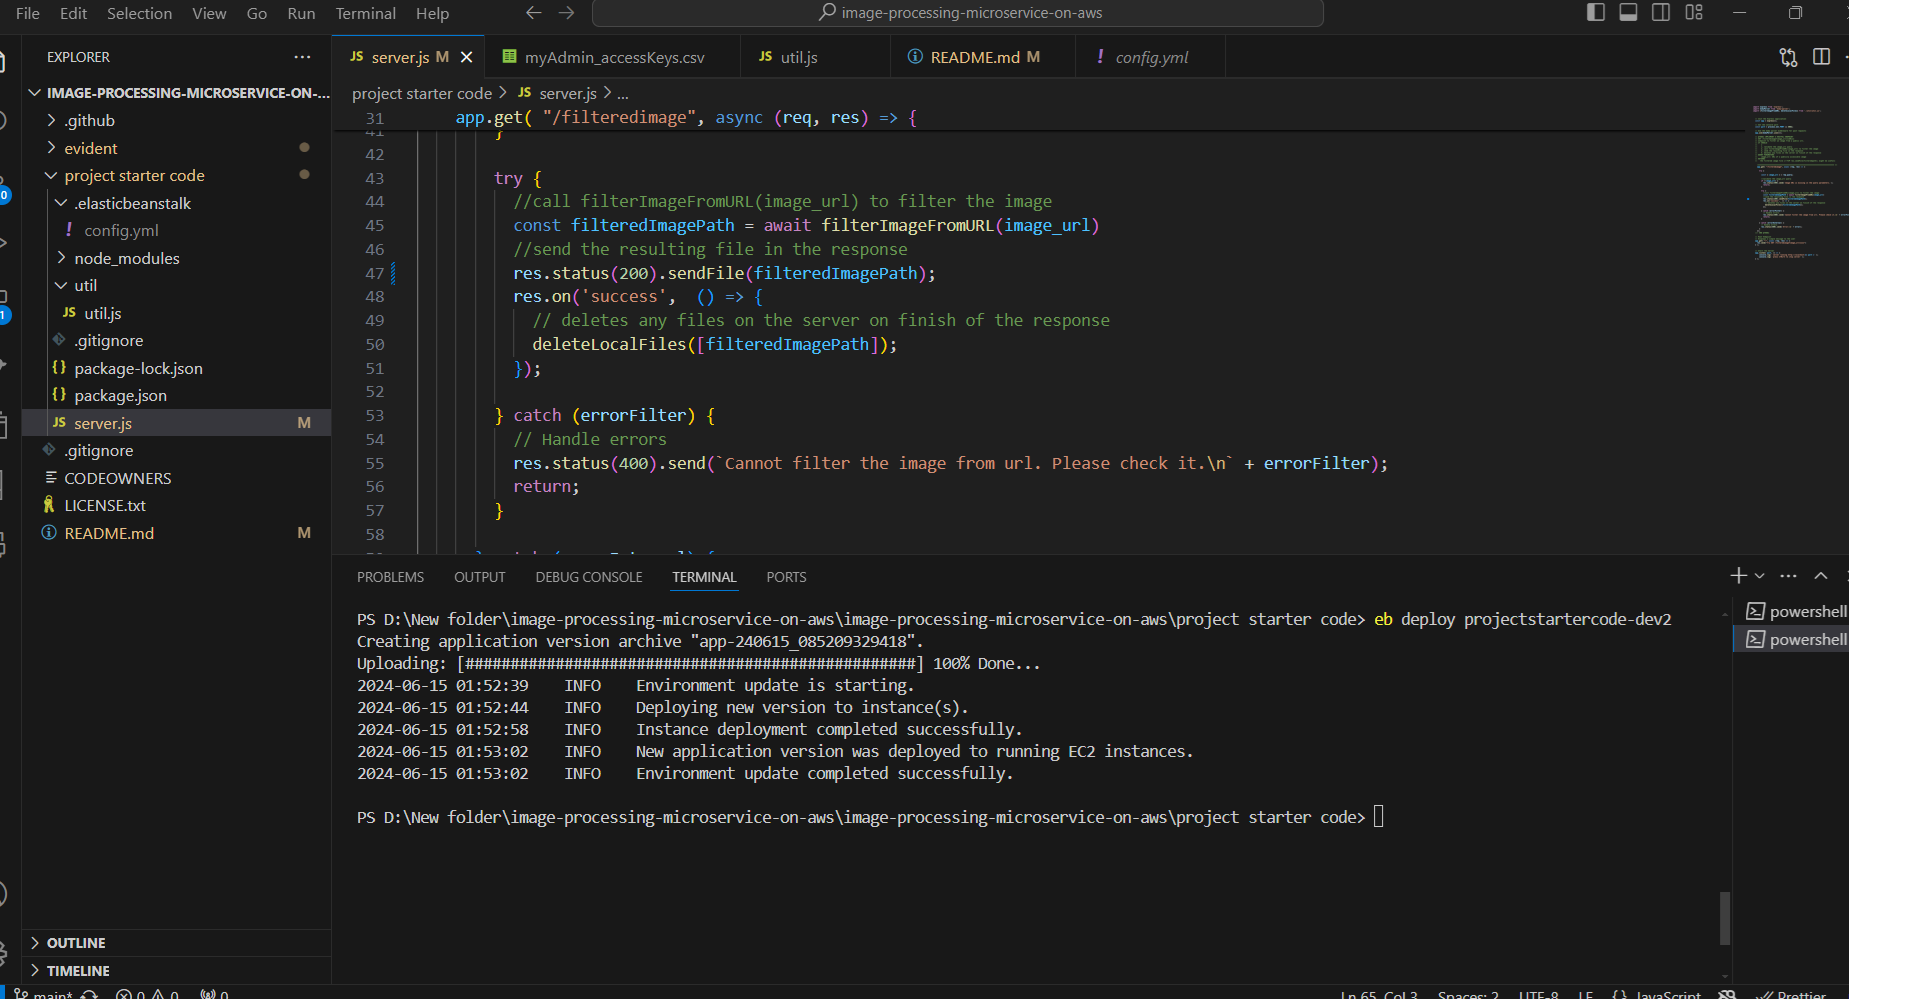 File Edit Selection View Go Run Terminal Help
image-processing-microservice-on-aws
EXPLORER
IMAGE-PROCESSING-MICROSERVICE-ON-...
.github
evident
project starter code
.elasticbeanstalk
config.yml
node_modules
util
JS util.js
.gitignore
{} package-lock.json
{} package.json
JS server.js M
.gitignore
CODEOWNERS
LICENSE.txt
README.md M
OUTLINE
TIMELINE
JS server.js M
myAdmin_accessKeys.csv
JS util.js
README.md M
! config.yml
project starter code > JS server.js > ...
31 app.get( "/filteredimage", async (req, res) => {
41 }
42
43 try {
44 //call filterImageFromURL(image_url) to filter the image
45 const filteredImagePath = await filterImageFromURL(image_url)
46 //send the resulting file in the response
47 res.status(200).sendFile(filteredImagePath);
48 res.on('success', () => {
49 // deletes any files on the server on finish of the response
50 deleteLocalFiles([filteredImagePath]);
51 });
52
53 } catch (errorFilter) {
54 // Handle errors
55 res.status(400).send(`Cannot filter the image from url. Please check it.\n` + errorFilter);
56 return;
57 }
58
PROBLEMS OUTPUT DEBUG CONSOLE TERMINAL PORTS
powershell
powershell
PS D:\New folder\image-processing-microservice-on-aws\image-processing-microservice-on-aws\project starter code> eb deploy projectstartercode-dev2
Creating application version archive "app-240615_085209329418".
Uploading: [##################################################] 100% Done...
2024-06-15 01:52:39 INFO Environment update is starting.
2024-06-15 01:52:44 INFO Deploying new version to instance(s).
2024-06-15 01:52:58 INFO Instance deployment completed successfully.
2024-06-15 01:53:02 INFO New application version was deployed to running EC2 instances.
2024-06-15 01:53:02 INFO Environment update completed successfully.
PS D:\New folder\image-processing-microservice-on-aws\image-processing-microservice-on-aws\project starter code>
main* 0 0 0 Ln 65, Col 3 Spaces: 2 UTF-8 LF {} JavaScript Prettier